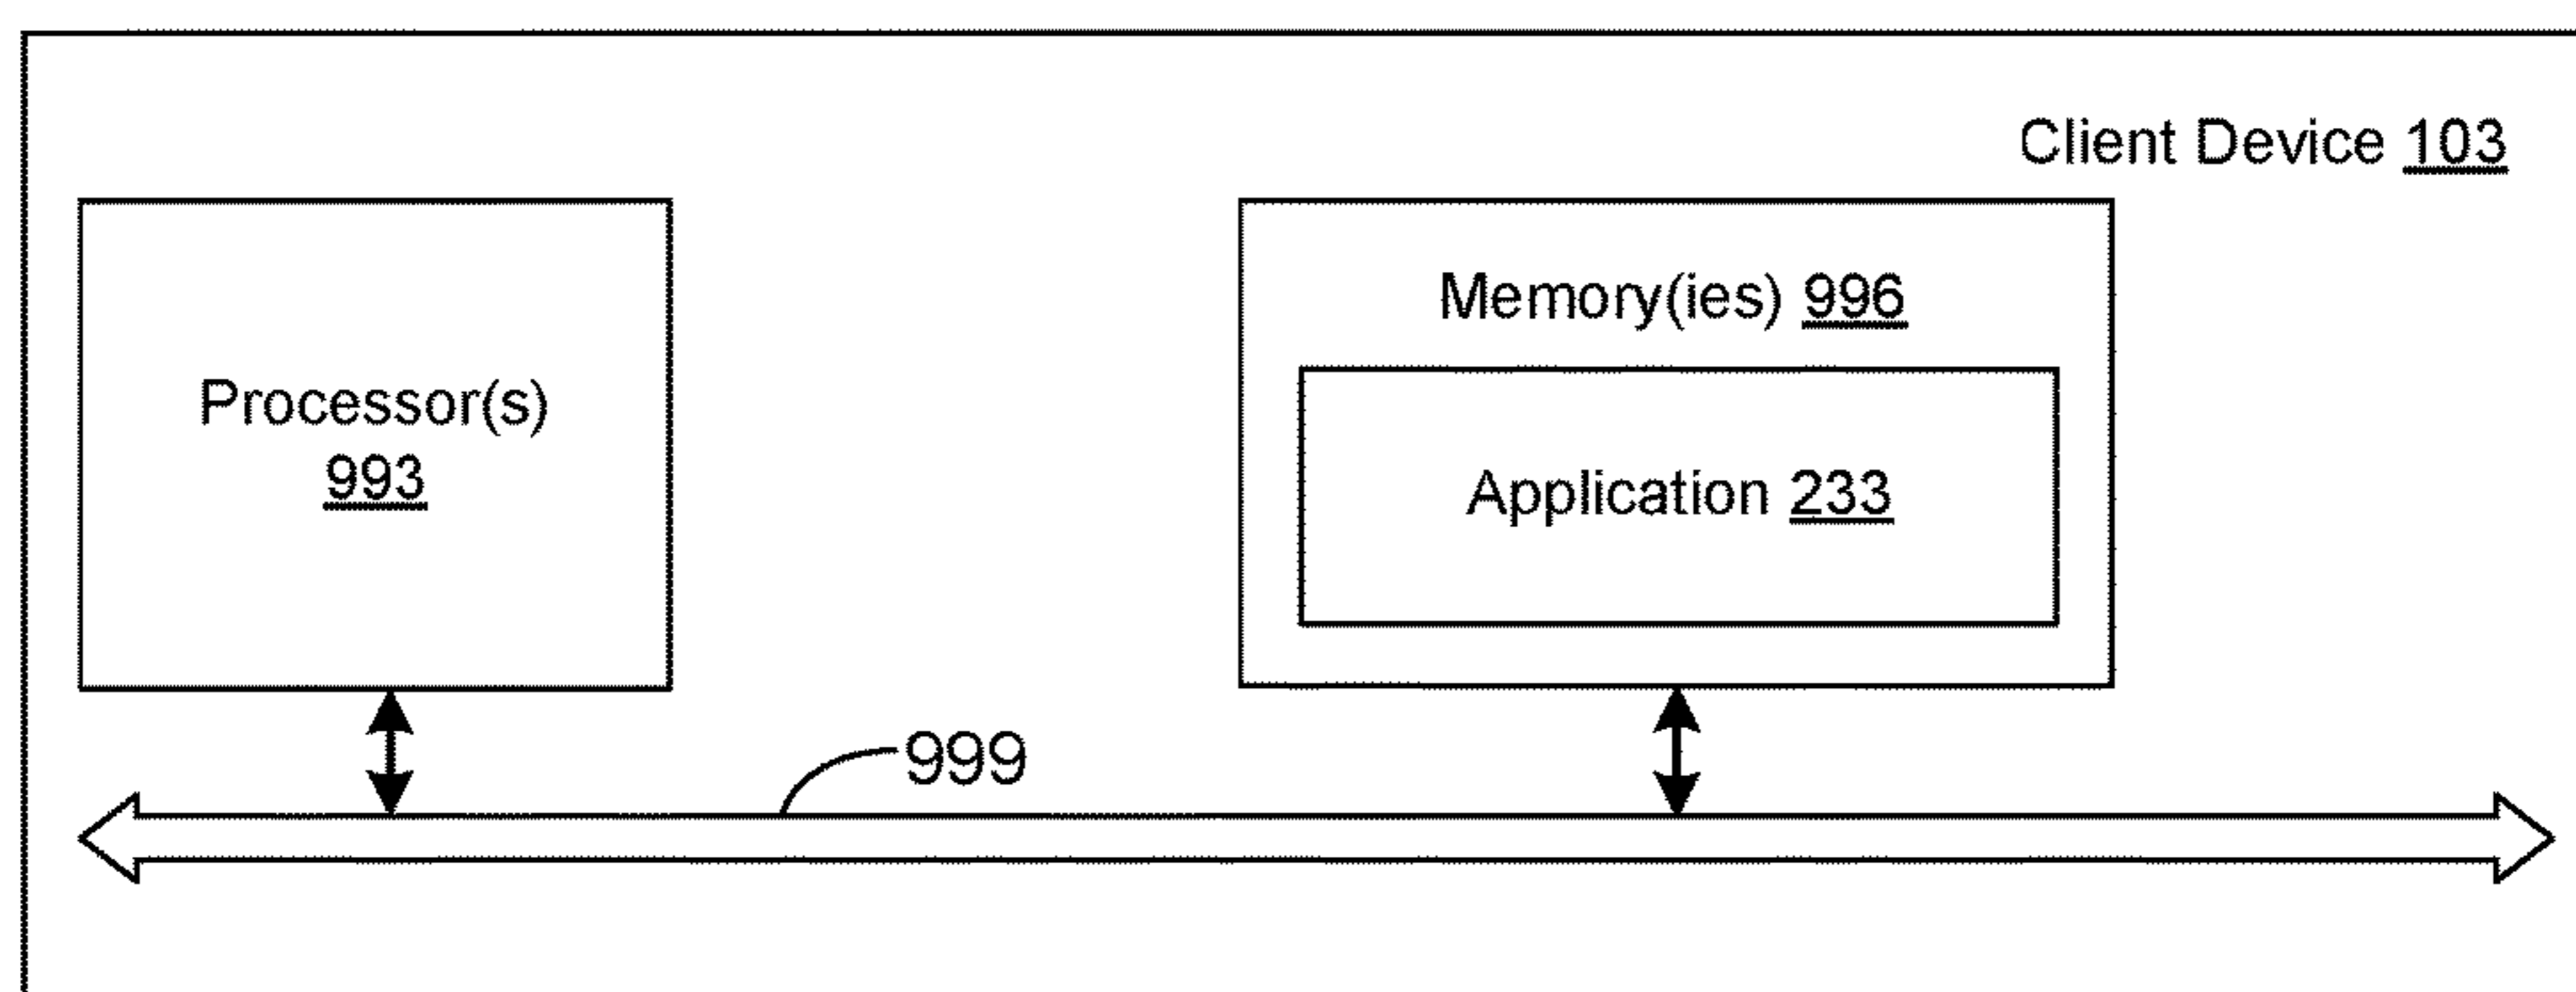 Client Device 103
Processor(s)
993
Memory(ies) 996
Application 233
999